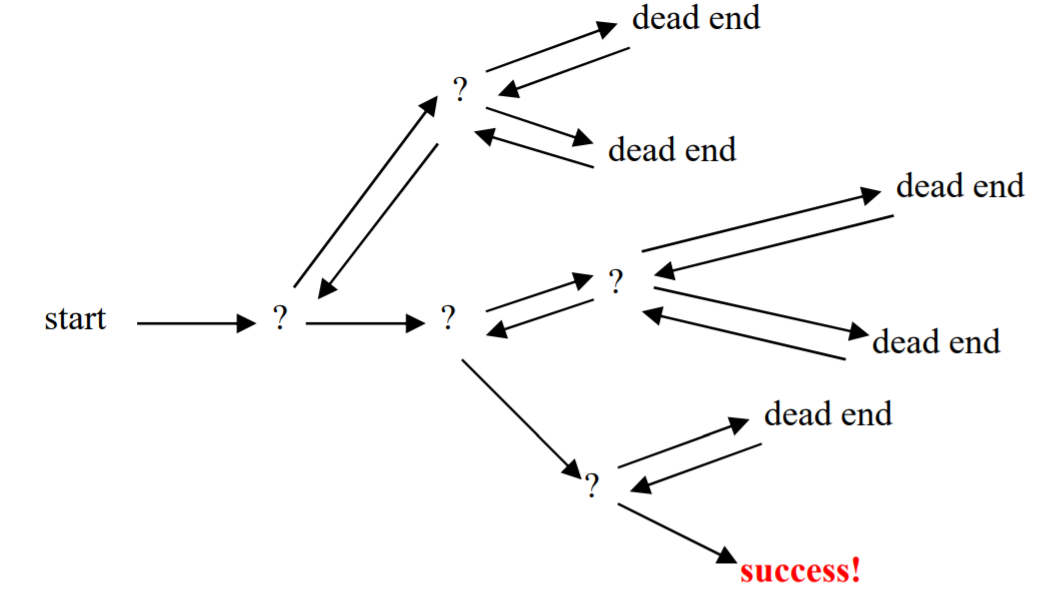 dead end
?
dead end
dead end
?
start
?
?
dead end
dead end
?
success!